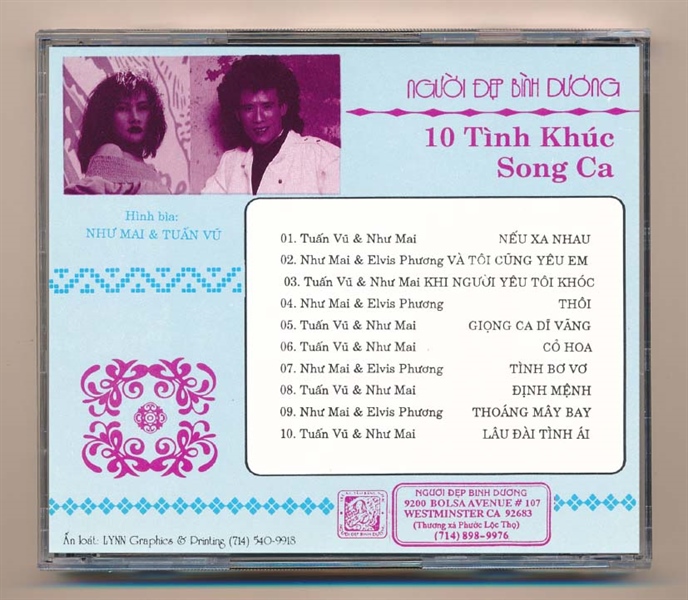 NGƯỜI ĐẸP BÌNH DƯƠNG
10 Tình Khúc
Song Ca
Hình bìa:
NHƯ MAI & TUẤN VŨ
01. Tuấn Vũ & Như Mai NẾU XA NHAU
02. Như Mai & Elvis Phương VÀ TÔI CŨNG YÊU EM
03. Tuấn Vũ & Như Mai KHI NGƯỜI YÊU TÔI KHÓC
04. Như Mai & Elvis Phương THÔI
05. Tuấn Vũ & Như Mai GIỌNG CA DĨ VÃNG
06. Tuấn Vũ & Như Mai CỎ HOA
07. Như Mai & Elvis Phương TÌNH BƠ VƠ
08. Tuấn Vũ & Như Mai ĐỊNH MỆNH
09. Như Mai & Elvis Phương THOÁNG MÂY BAY
10. Tuấn Vũ & Như Mai LÂU ĐÀI TÌNH ÁI
NGƯỜI ĐẸP BÌNH DƯƠNG
9200 BOLSA AVENUE # 107
WESTMINSTER CA 92683
(Thương xá Phước Lộc Thọ)
(714) 898-9976
Ấn loát: LYNN Graphics & Printing (714) 540-9918